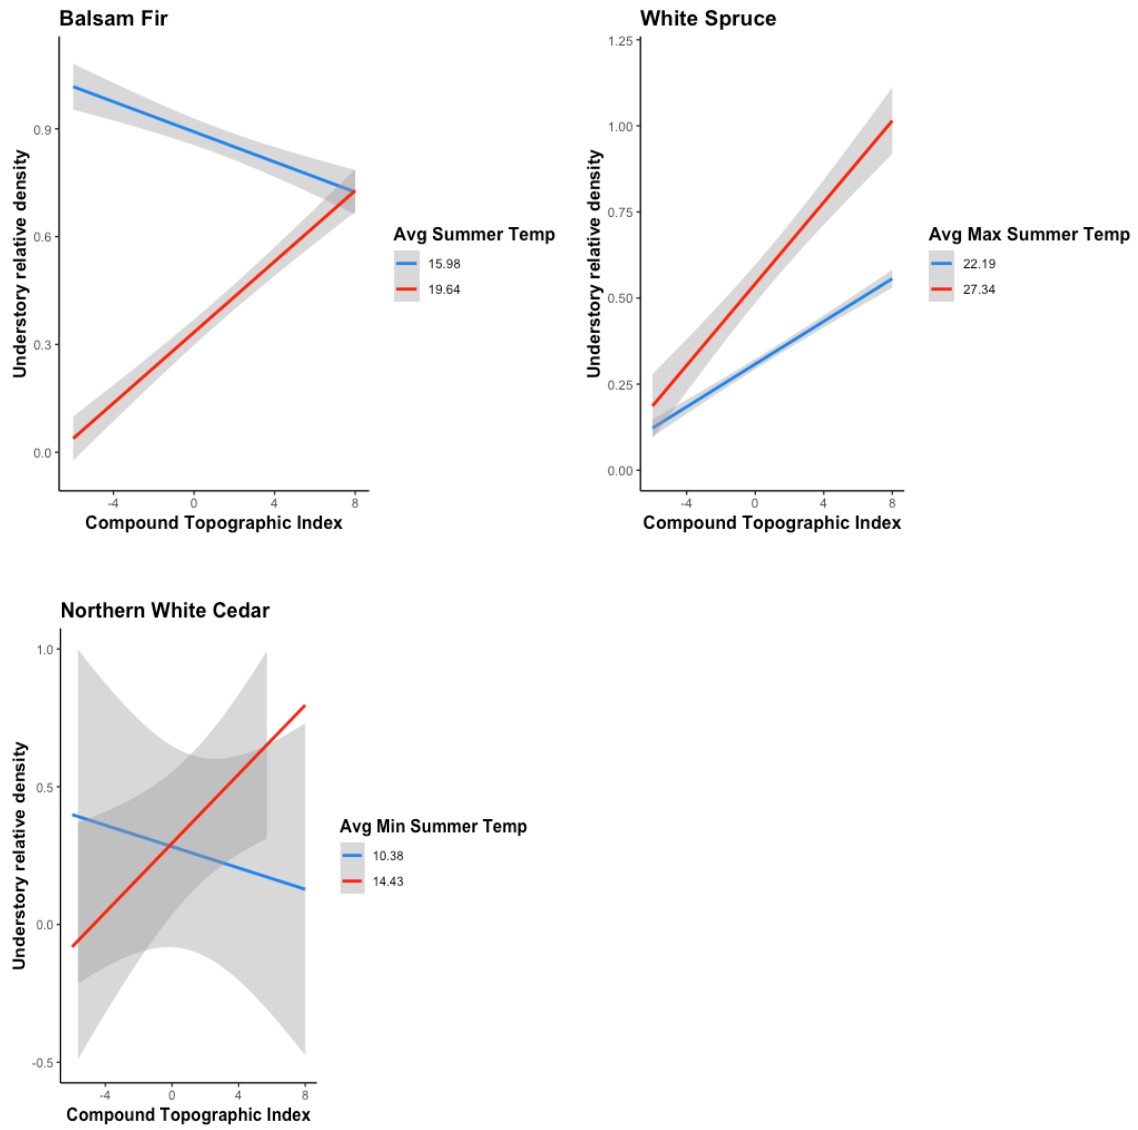 Balsam Fir
Understory relative density
0.9
0.6
0.3
0.0
-4 0 4 8
Compound Topographic Index
Avg Summer Temp
15.98
19.64
White Spruce
Understory relative density
1.25
1.00
0.75
0.50
0.25
0.00
-4 0 4 8
Compound Topographic Index
Avg Max Summer Temp
22.19
27.34
Northern White Cedar
Understory relative density
1.0
0.5
0.0
-0.5
-4 0 4 8
Compound Topographic Index
Avg Min Summer Temp
10.38
14.43